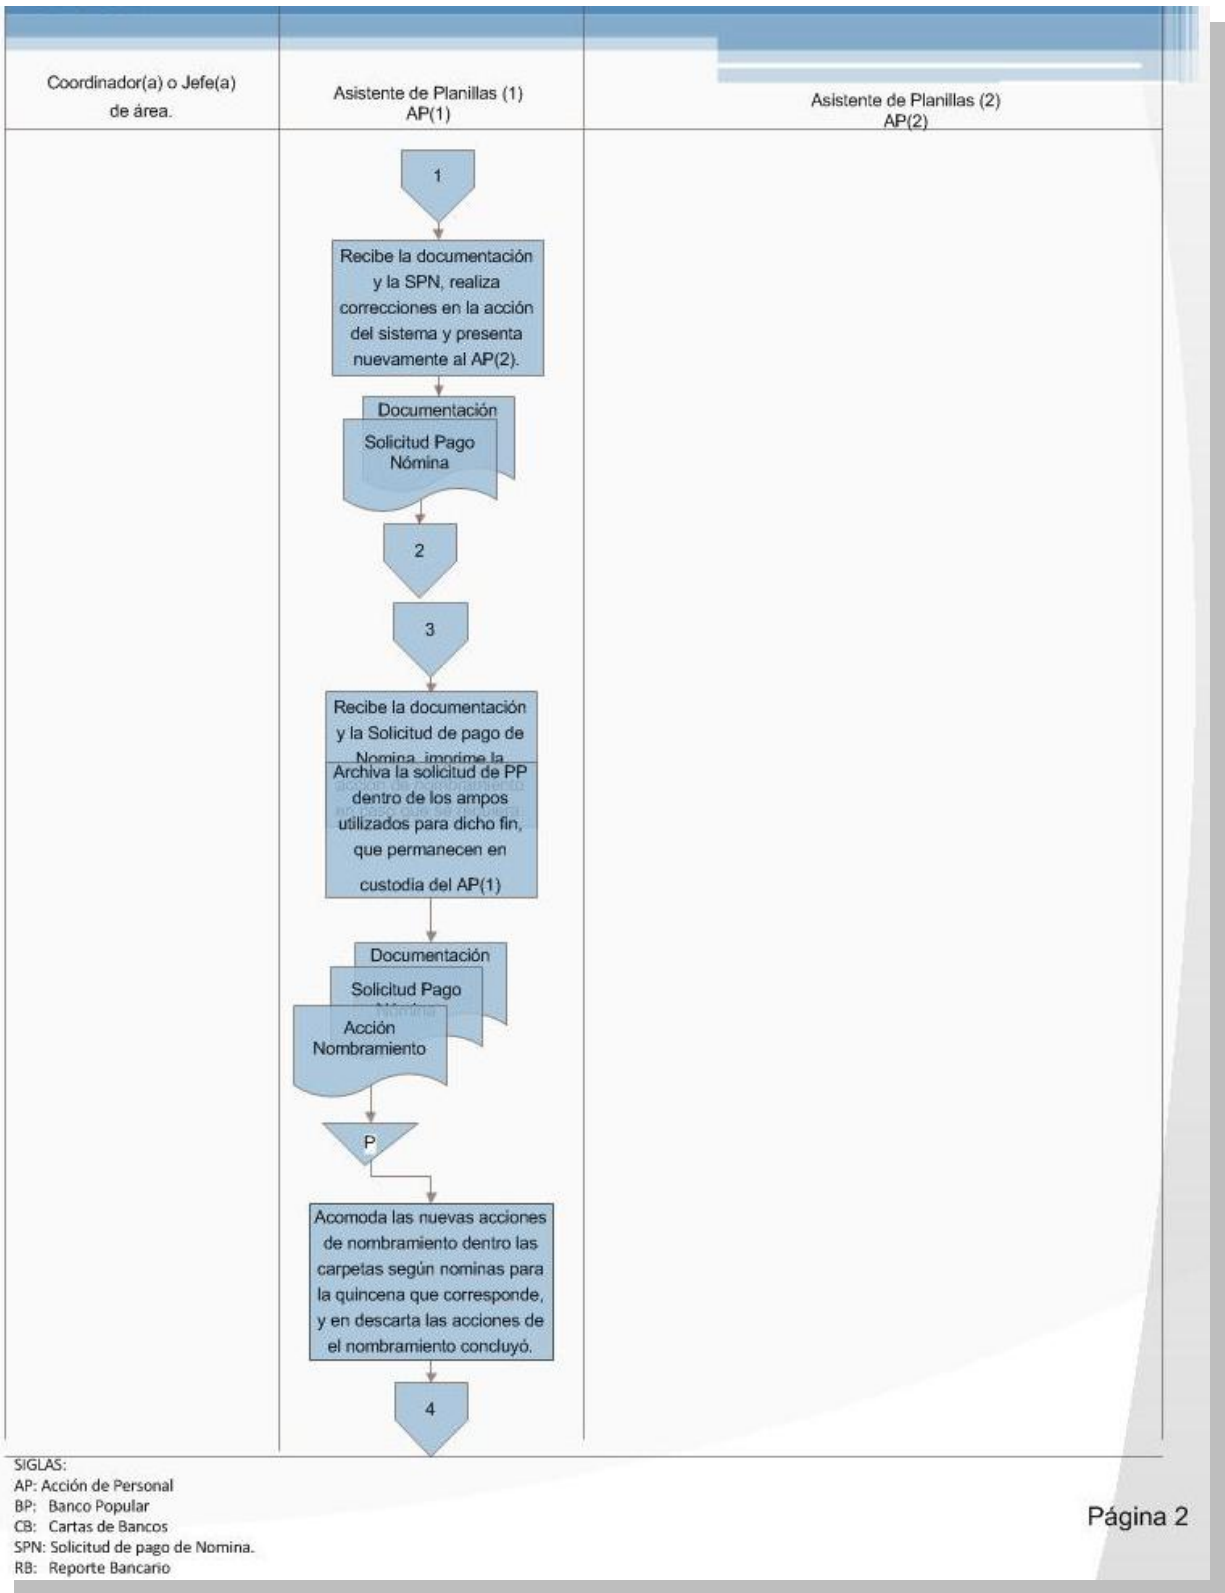 Coordinador(a) o Jefe(a)
de área.
Asistente de Planillas (1)
AP(1)
Asistente de Planillas (2)
AP(2)
1
Recibe la documentación
y la SPN, realiza
correcciones en la acción
del sistema y presenta
nuevamente al AP(2).
Documentación
Solicitud Pago
Nómina
2
3
Recibe la documentación
y la Solicitud de pago de
Nomina, imprime la
Archiva la solicitud de PP
dentro de los ampos
utilizados para dicho fin,
que permanecen en
custodia del AP(1)
Documentación
Solicitud Pago
Nómina
Acción
Nombramiento
P
Acomoda las nuevas acciones
de nombramiento dentro las
carpetas según nominas para
la quincena que corresponde,
y en descarta las acciones de
el nombramiento concluyó.
4
SIGLAS:
AP: Acción de Personal
BP: Banco Popular
CB: Cartas de Bancos
SPN: Solicitud de pago de Nomina.
RB: Reporte Bancario
Página 2